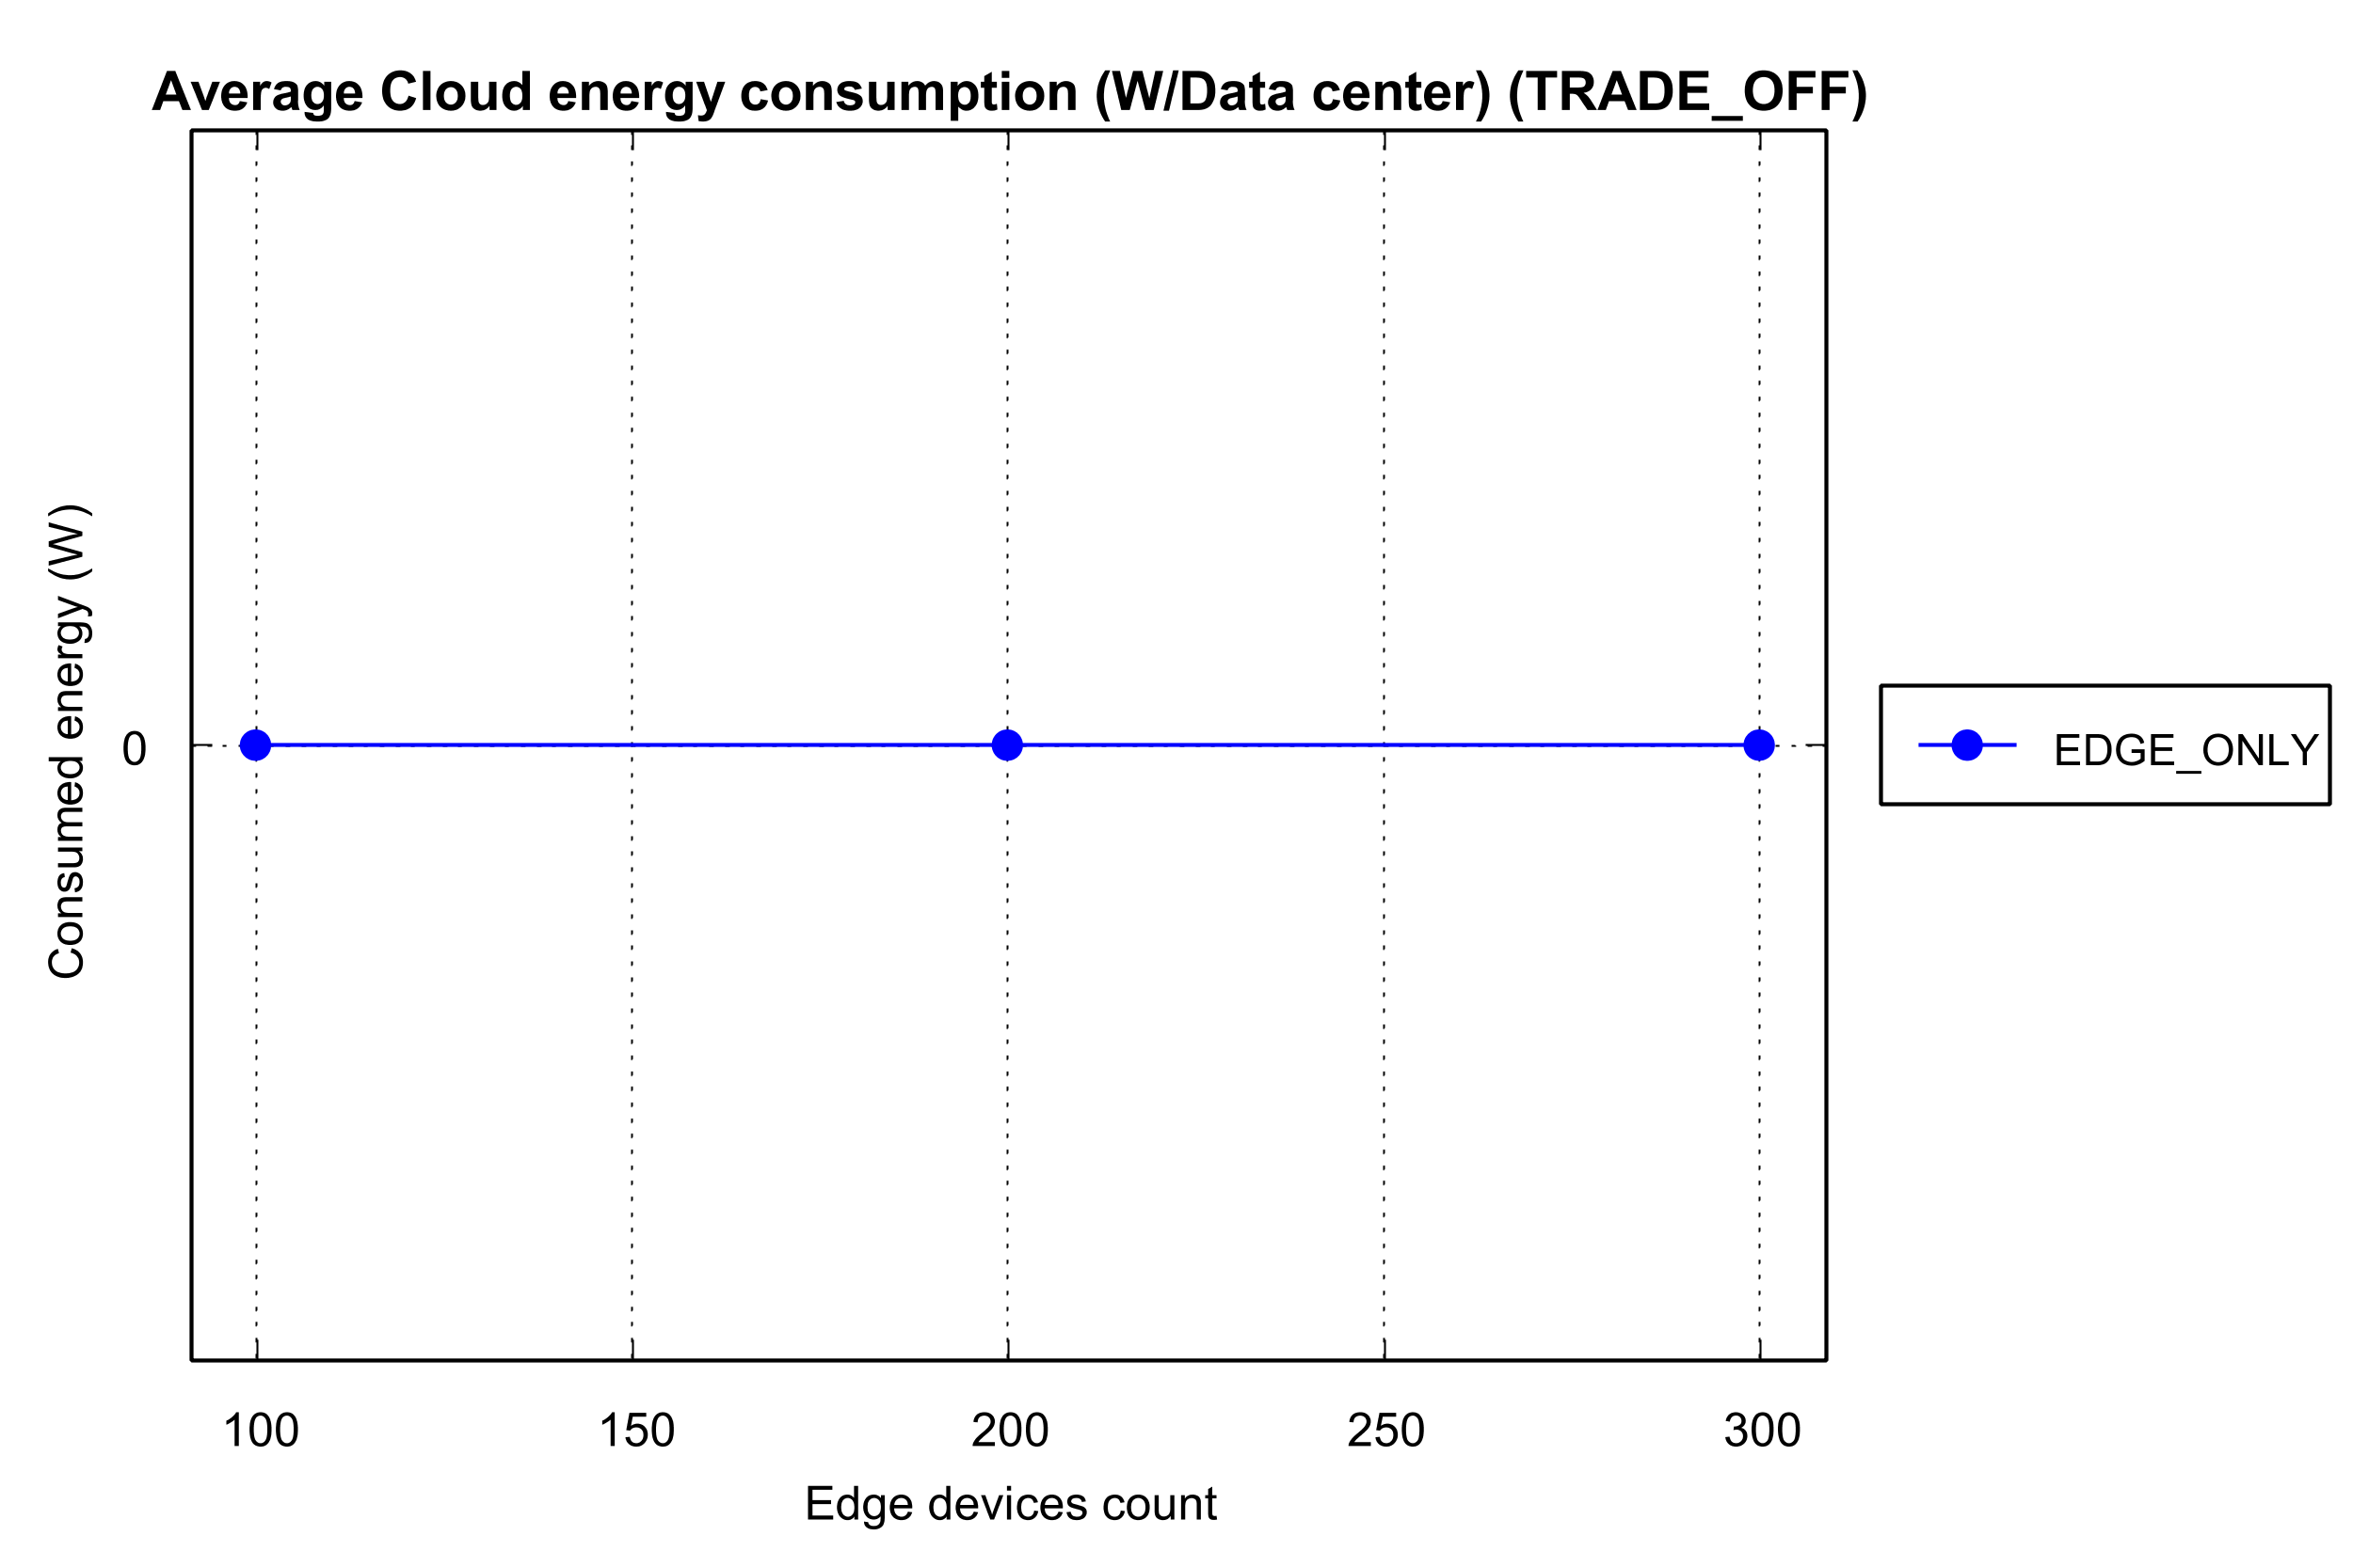 Average Cloud energy consumption (W/Data center) (TRADE_OFF)
Consumed energy (W)
0
EDGE_ONLY
100 150 200 250 300
Edge devices count